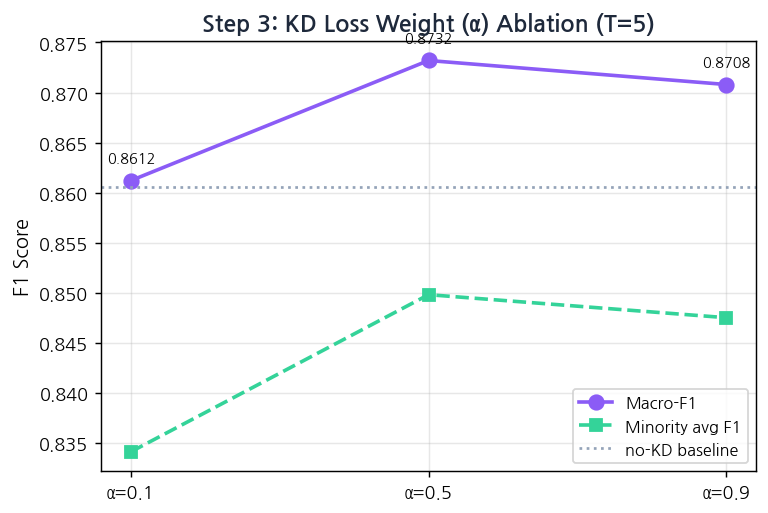 Step 3: KD Loss Weight (α) Ablation (T=5)
0.875
0.870
0.865
0.860
0.855
0.850
0.845
0.840
0.835
F1 Score
0.8612
0.8732
0.8708
Macro-F1
Minority avg F1
no-KD baseline
α=0.1
α=0.5
α=0.9